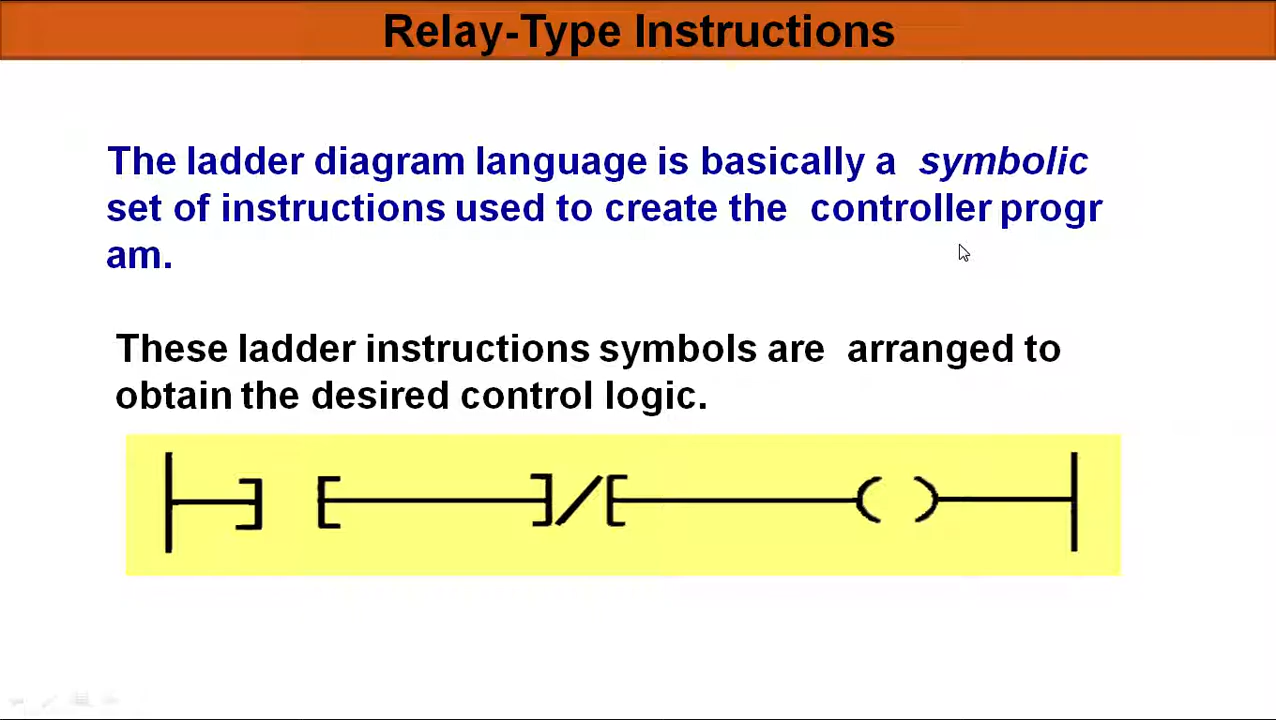 Relay-Type Instructions
The ladder diagram language is basically a symbolic
set of instructions used to create the controller progr
am.
These ladder instructions symbols are arranged to
obtain the desired control logic.